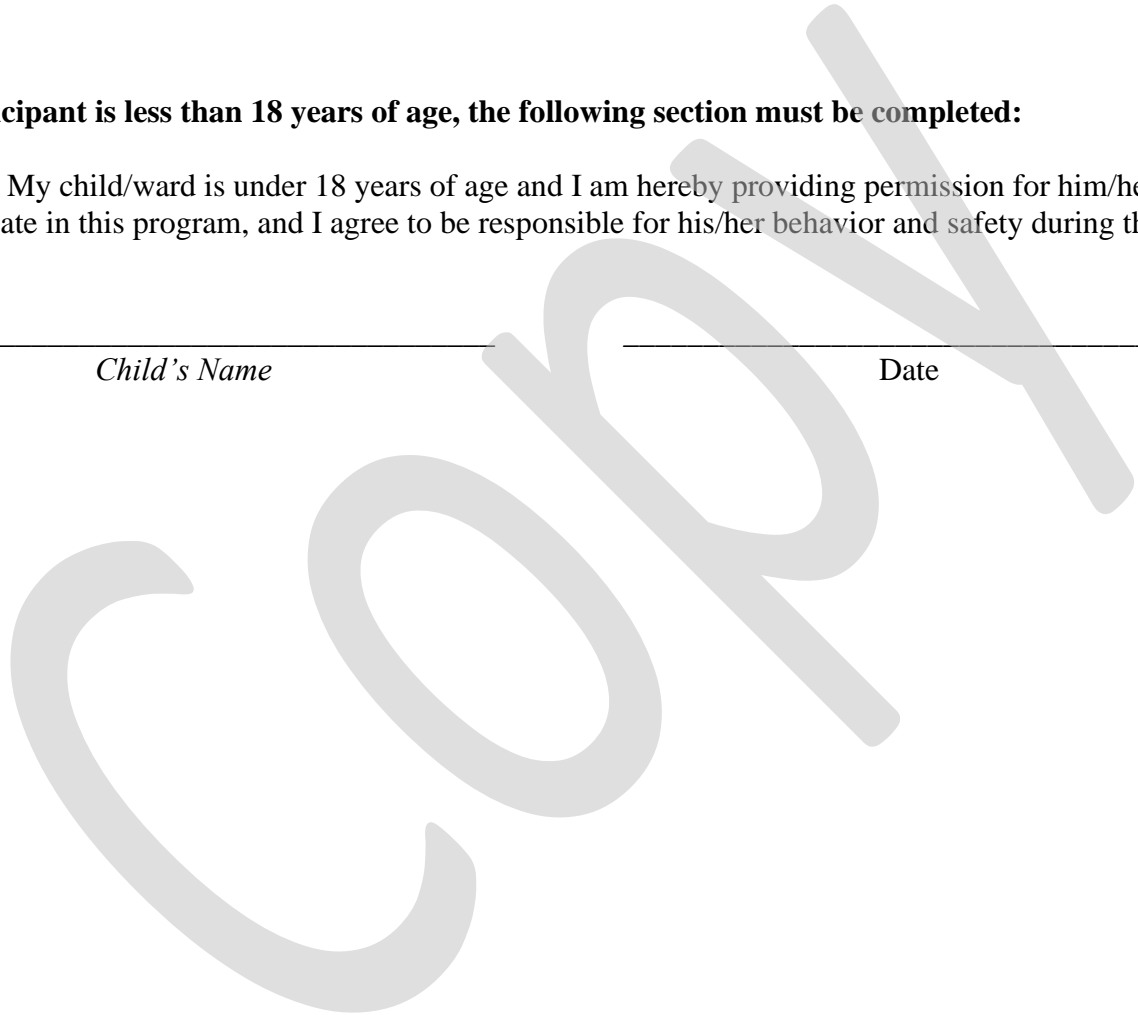 cipant is less than 18 years of age, the following section must be completed:
My child/ward is under 18 years of age and I am hereby providing permission for him/he
ate in this program, and I agree to be responsible for his/her behavior and safety during th
Child's Name Date
Copy